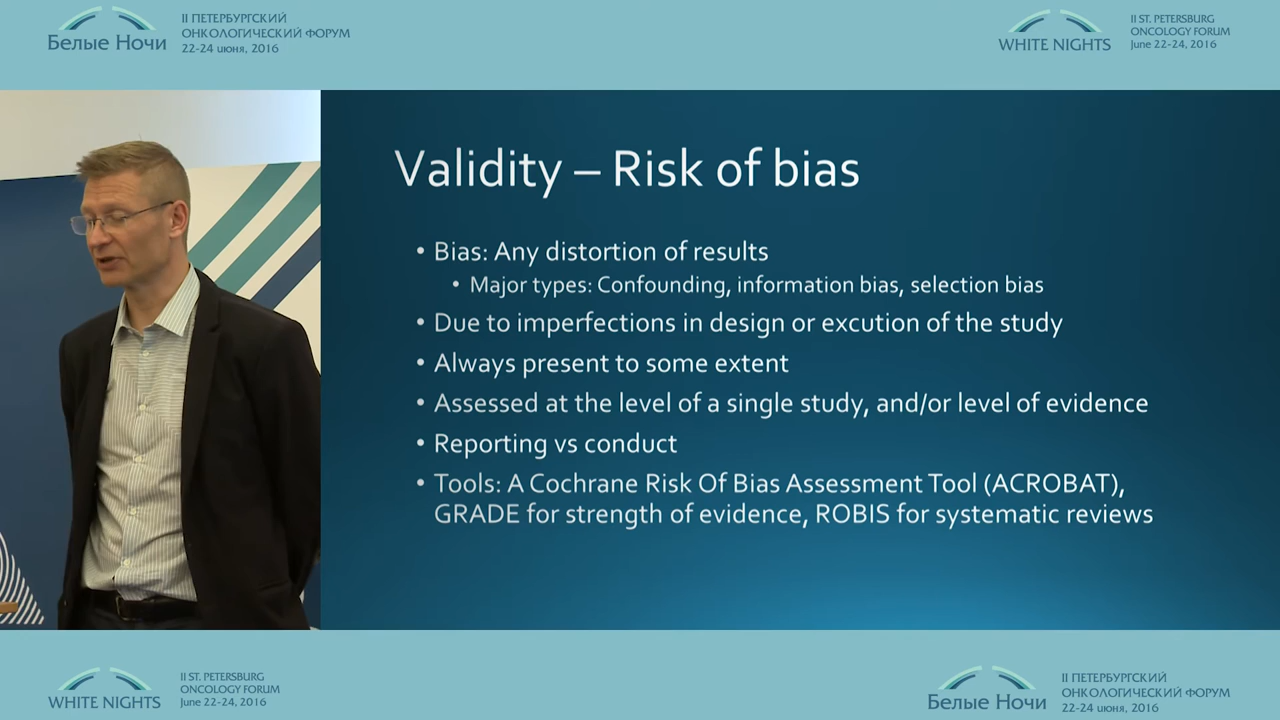 Белые Ночи
II ПЕТЕРБУРГСКИЙ
ОНКОЛОГИЧЕСКИЙ ФОРУМ
22-24 июня, 2016
WHITE NIGHTS
II ST. PETERSBURG
ONCOLOGY FORUM
June 22-24, 2016
Validity – Risk of bias
• Bias: Any distortion of results
• Major types: Confounding, information bias, selection bias
• Due to imperfections in design or excution of the study
• Always present to some extent
• Assessed at the level of a single study, and/or level of evidence
• Reporting vs conduct
• Tools: A Cochrane Risk Of Bias Assessment Tool (ACROBAT),
GRADE for strength of evidence, ROBIS for systematic reviews
WHITE NIGHTS
II ST. PETERSBURG
ONCOLOGY FORUM
June 22-24, 2016
Белые Ночи
II ПЕТЕРБУРГСКИЙ
ОНКОЛОГИЧЕСКИЙ ФОРУМ
22-24 июня, 2016